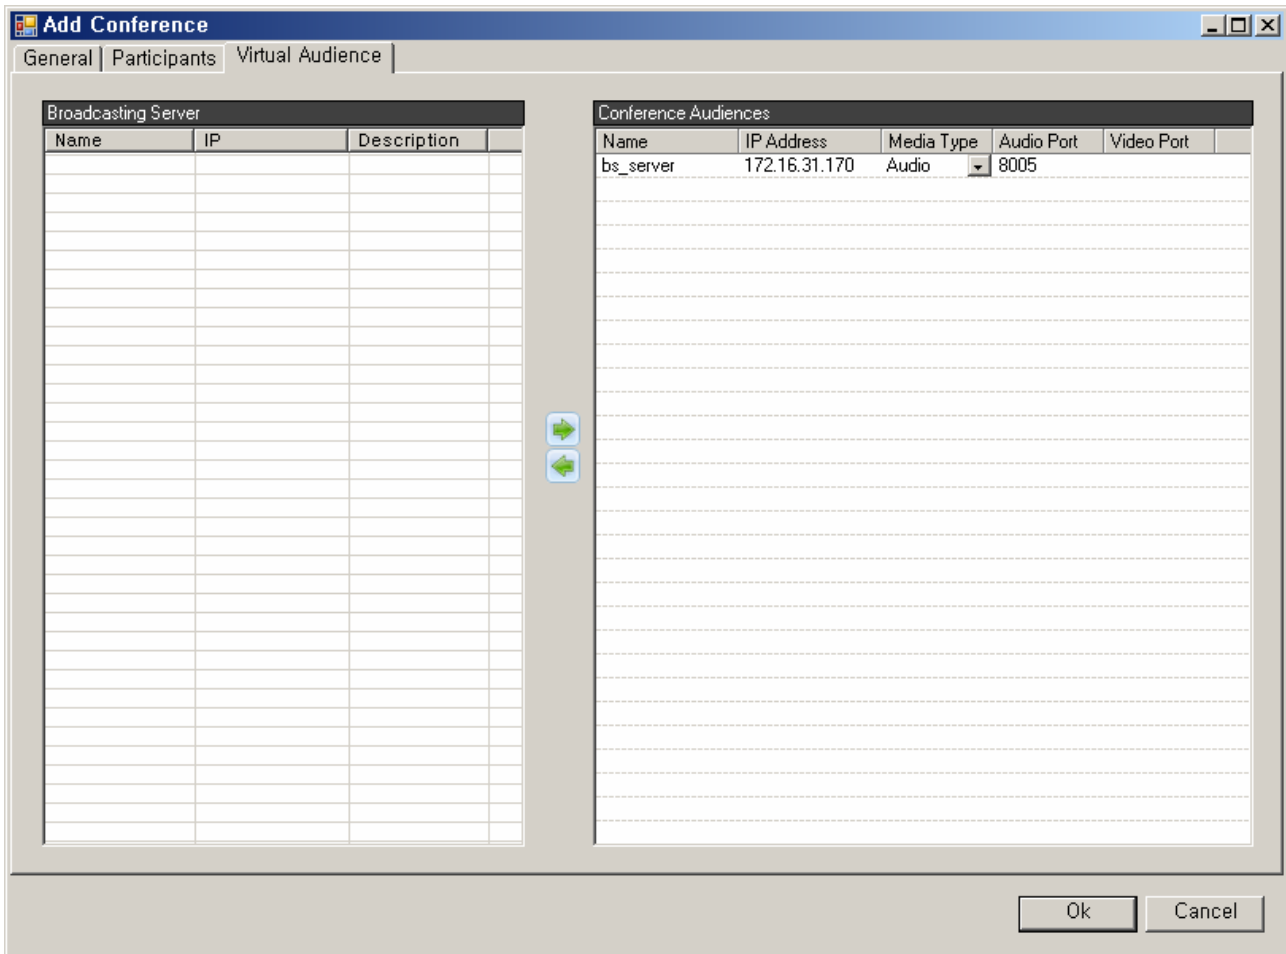 Add Conference
General Participants Virtual Audience
Broadcasting Server
Name IP Description
Conference Audiences
Name IP Address Media Type Audio Port Video Port
bs_server 172.16.31.170 Audio 8005
Ok Cancel